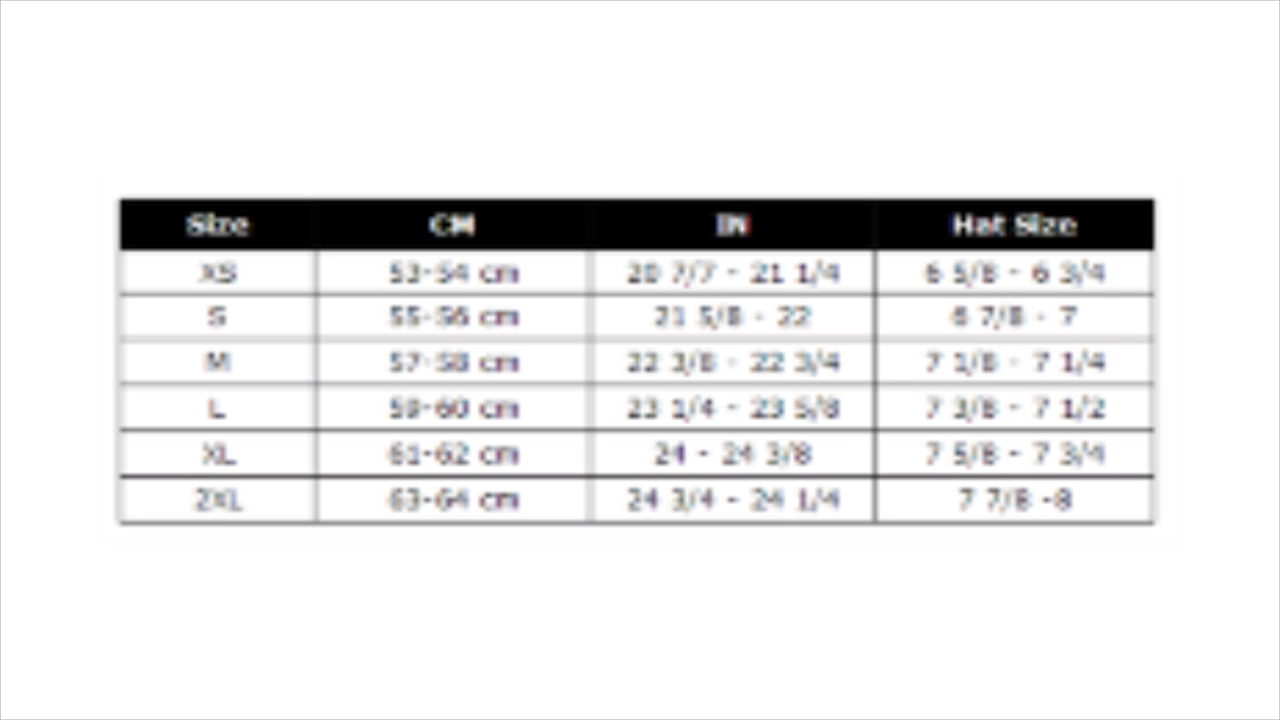 Size CM IN Hat Size
XS 53-54 cm 20 7/7 - 21 1/4 6 5/8 - 6 3/4
S 55-56 cm 21 5/8 - 22 6 7/8 - 7
M 57-58 cm 22 3/8 - 22 3/4 7 1/8 - 7 1/4
L 59-60 cm 23 1/4 - 23 5/8 7 3/8 - 7 1/2
XL 61-62 cm 24 - 24 3/8 7 5/8 - 7 3/4
2XL 63-64 cm 24 3/4 - 24 1/4 7 7/8 -8